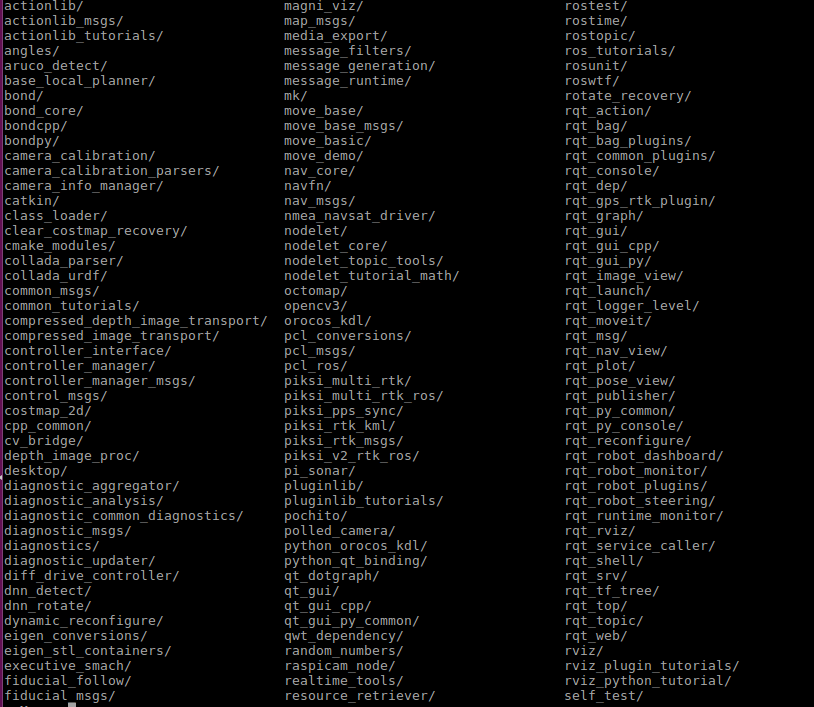 actionlib/ magni_viz/ rostest/
actionlib_msgs/ map_msgs/ rostime/
actionlib_tutorials/ media_export/ rostopic/
angles/ message_filters/ ros_tutorials/
aruco_detect/ message_generation/ rosunit/
base_local_planner/ message_runtime/ roswtf/
bond/ mk/ rotate_recovery/
bond_core/ move_base/ rqt_action/
bondcpp/ move_base_msgs/ rqt_bag/
bondpy/ move_basic/ rqt_bag_plugins/
camera_calibration/ move_demo/ rqt_common_plugins/
camera_calibration_parsers/ nav_core/ rqt_console/
camera_info_manager/ navfn/ rqt_dep/
catkin/ nav_msgs/ rqt_gps_rtk_plugin/
class_loader/ nmea_navsat_driver/ rqt_graph/
clear_costmap_recovery/ nodelet/ rqt_gui/
cmake_modules/ nodelet_core/ rqt_gui_cpp/
collada_parser/ nodelet_topic_tools/ rqt_gui_py/
collada_urdf/ nodelet_tutorial_math/ rqt_image_view/
common_msgs/ octomap/ rqt_launch/
common_tutorials/ opencv3/ rqt_logger_level/
compressed_depth_image_transport/ orocos_kdl/ rqt_moveit/
compressed_image_transport/ pcl_conversions/ rqt_msg/
controller_interface/ pcl_msgs/ rqt_nav_view/
controller_manager/ pcl_ros/ rqt_plot/
controller_manager_msgs/ piksi_multi_rtk/ rqt_pose_view/
control_msgs/ piksi_multi_rtk_ros/ rqt_publisher/
costmap_2d/ piksi_pps_sync/ rqt_py_common/
cpp_common/ piksi_rtk_kml/ rqt_py_console/
cv_bridge/ piksi_rtk_msgs/ rqt_reconfigure/
depth_image_proc/ piksi_v2_rtk_ros/ rqt_robot_dashboard/
desktop/ pi_sonar/ rqt_robot_monitor/
diagnostic_aggregator/ pluginlib/ rqt_robot_plugins/
diagnostic_analysis/ pluginlib_tutorials/ rqt_robot_steering/
diagnostic_common_diagnostics/ pochito/ rqt_runtime_monitor/
diagnostic_msgs/ polled_camera/ rqt_rviz/
diagnostics/ python_orocos_kdl/ rqt_service_caller/
diagnostic_updater/ python_qt_binding/ rqt_shell/
diff_drive_controller/ qt_dotgraph/ rqt_srv/
dnn_detect/ qt_gui/ rqt_tf_tree/
dnn_rotate/ qt_gui_cpp/ rqt_top/
dynamic_reconfigure/ qt_gui_py_common/ rqt_topic/
eigen_conversions/ qwt_dependency/ rqt_web/
eigen_stl_containers/ random_numbers/ rviz/
executive_smach/ raspicam_node/ rviz_plugin_tutorials/
fiducial_follow/ realtime_tools/ rviz_python_tutorial/
fiducial_msgs/ resource_retriever/ self_test/